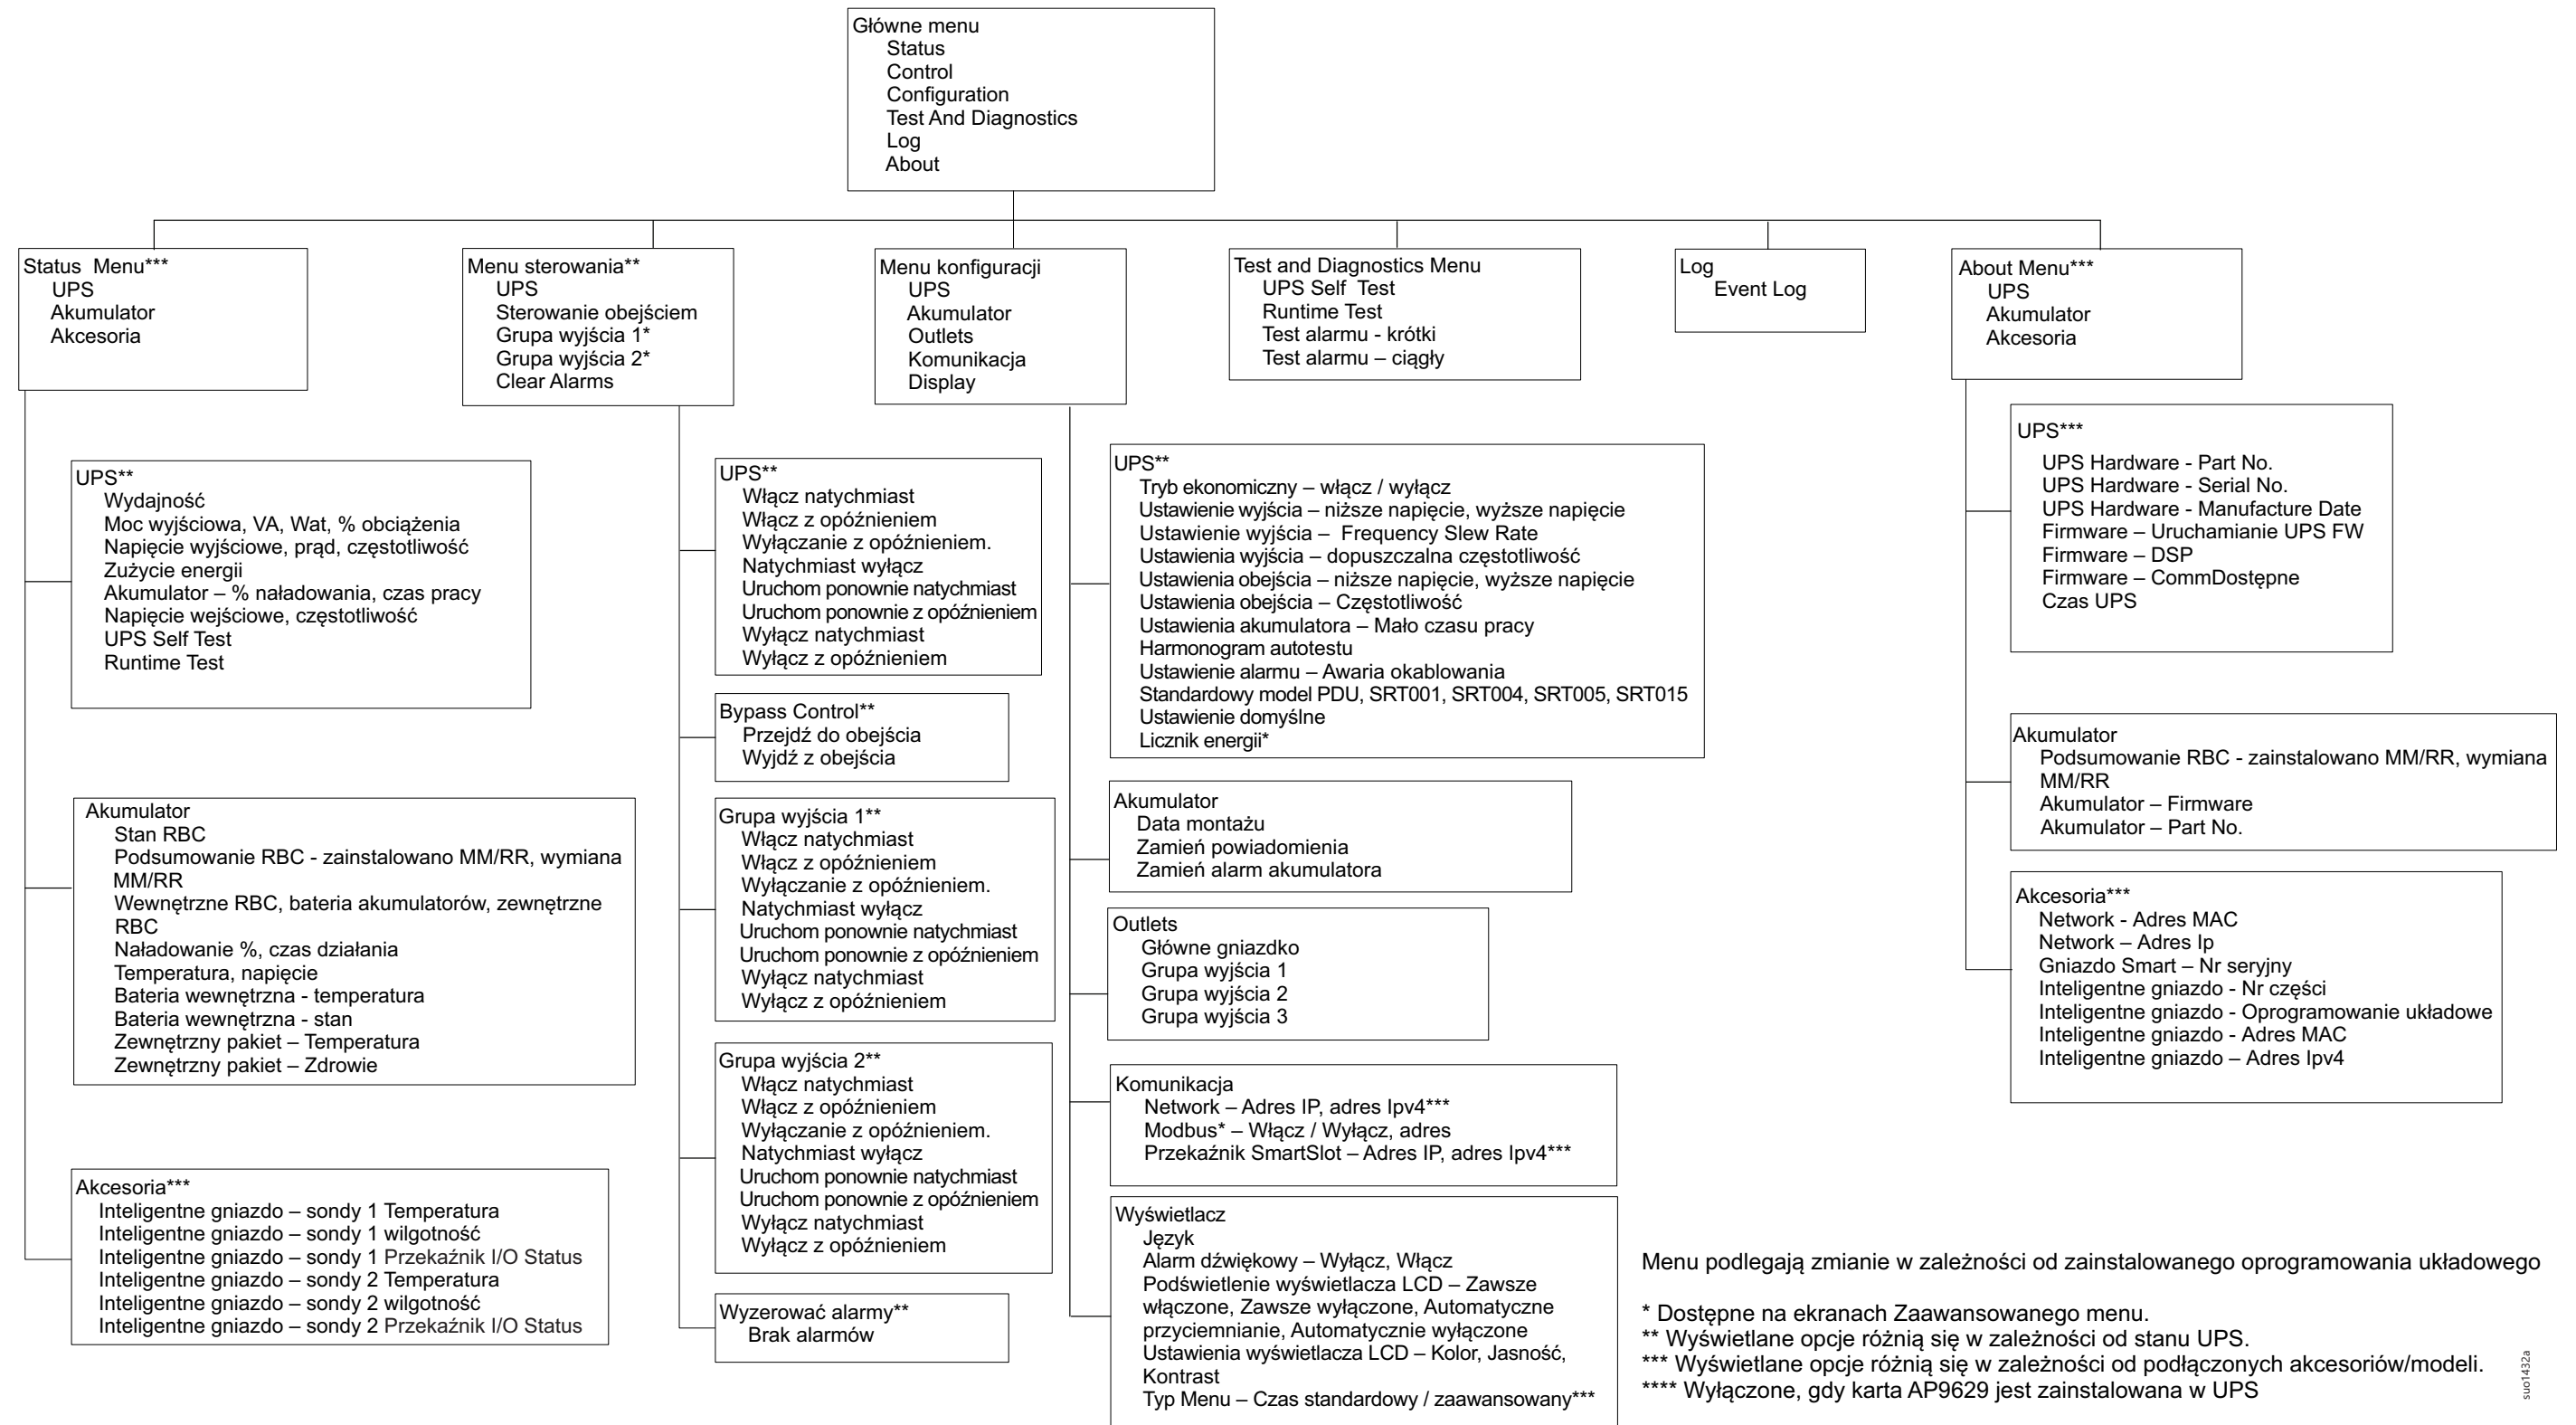 Główne menu
Status
Control
Configuration
Test And Diagnostics
Log
About
Status Menu***
UPS
Akumulator
Akcesoria
UPS**
Wydajność
Moc wyjściowa, VA, Wat, % obciążenia
Napięcie wyjściowe, prąd, częstotliwość
Zużycie energii
Akumulator – % naładowania, czas pracy
Napięcie wejściowe, częstotliwość
UPS Self Test
Runtime Test
Akumulator
Stan RBC
Podsumowanie RBC - zainstalowano MM/RR, wymiana
MM/RR
Wewnętrzne RBC, bateria akumulatorów, zewnętrzne
RBC
Naładowanie %, czas działania
Temperatura, napięcie
Bateria wewnętrzna - temperatura
Bateria wewnętrzna - stan
Zewnętrzny pakiet – Temperatura
Zewnętrzny pakiet – Zdrowie
Akcesoria***
Inteligentne gniazdo – sondy 1 Temperatura
Inteligentne gniazdo – sondy 1 wilgotność
Inteligentne gniazdo – sondy 1 Przekaźnik I/O Status
Inteligentne gniazdo – sondy 2 Temperatura
Inteligentne gniazdo – sondy 2 wilgotność
Inteligentne gniazdo – sondy 2 Przekaźnik I/O Status
Menu sterowania**
UPS
Sterowanie obejściem
Grupa wyjścia 1*
Grupa wyjścia 2*
Clear Alarms
UPS**
Włącz natychmiast
Włącz z opóźnieniem
Wyłączanie z opóźnieniem.
Natychmiast wyłącz
Uruchom ponownie natychmiast
Uruchom ponownie z opóźnieniem
Wyłącz natychmiast
Wyłącz z opóźnieniem
Bypass Control**
Przejdź do obejścia
Wyjdź z obejścia
Grupa wyjścia 1**
Włącz natychmiast
Włącz z opóźnieniem
Wyłączanie z opóźnieniem.
Natychmiast wyłącz
Uruchom ponownie natychmiast
Uruchom ponownie z opóźnieniem
Wyłącz natychmiast
Wyłącz z opóźnieniem
Grupa wyjścia 2**
Włącz natychmiast
Włącz z opóźnieniem
Wyłączanie z opóźnieniem.
Natychmiast wyłącz
Uruchom ponownie natychmiast
Uruchom ponownie z opóźnieniem
Wyłącz natychmiast
Wyłącz z opóźnieniem
Wyzerować alarmy**
Brak alarmów
Menu konfiguracji
UPS
Akumulator
Outlets
Komunikacja
Display
UPS**
Tryb ekonomiczny – włącz / wyłącz
Ustawienie wyjścia – niższe napięcie, wyższe napięcie
Ustawienie wyjścia – Frequency Slew Rate
Ustawienia wyjścia – dopuszczalna częstotliwość
Ustawienia obejścia – niższe napięcie, wyższe napięcie
Ustawienia obejścia – Częstotliwość
Ustawienia akumulatora – Mało czasu pracy
Harmonogram autotestu
Ustawienie alarmu – Awaria okablowania
Standardowy model PDU, SRT001, SRT004, SRT005, SRT015
Ustawienie domyślne
Licznik energii*
Akumulator
Data montażu
Zamień powiadomienia
Zamień alarm akumulatora
Outlets
Główne gniazdko
Grupa wyjścia 1
Grupa wyjścia 2
Grupa wyjścia 3
Komunikacja
Network – Adres IP, adres Ipv4***
Modbus* – Włącz / Wyłącz, adres
Przekaźnik SmartSlot – Adres IP, adres Ipv4***
Wyświetlacz
Język
Alarm dźwiękowy – Wyłącz, Włącz
Podświetlenie wyświetlacza LCD – Zawsze
włączone, Zawsze wyłączone, Automatyczne
przyciemnianie, Automatycznie wyłączone
Ustawienia wyświetlacza LCD – Kolor, Jasność,
Kontrast
Typ Menu – Czas standardowy / zaawansowany***
Test and Diagnostics Menu
UPS Self Test
Runtime Test
Test alarmu - krótki
Test alarmu – ciągły
Log
Event Log
About Menu***
UPS
Akumulator
Akcesoria
UPS***
UPS Hardware - Part No.
UPS Hardware - Serial No.
UPS Hardware - Manufacture Date
Firmware – Uruchamianie UPS FW
Firmware – DSP
Firmware – CommDostępne
Czas UPS
Akumulator
Podsumowanie RBC - zainstalowano MM/RR, wymiana
MM/RR
Akumulator – Firmware
Akumulator – Part No.
Akcesoria***
Network - Adres MAC
Network – Adres Ip
Gniazdo Smart – Nr seryjny
Inteligentne gniazdo - Nr części
Inteligentne gniazdo - Oprogramowanie układowe
Inteligentne gniazdo - Adres MAC
Inteligentne gniazdo – Adres Ipv4
Menu podlegają zmianie w zależności od zainstalowanego oprogramowania układowego
* Dostępne na ekranach Zaawansowanego menu.
** Wyświetlane opcje różnią się w zależności od stanu UPS.
*** Wyświetlane opcje różnią się w zależności od podłączonych akcesoriów/modeli.
**** Wyłączone, gdy karta AP9629 jest zainstalowana w UPS
suo1432a